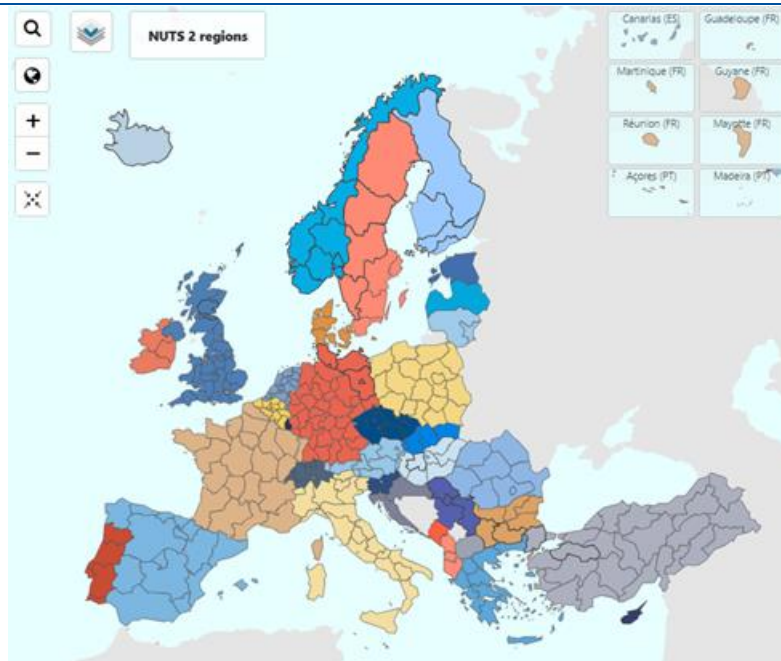 NUTS 2 regions
+
−
Canarias (ES)
Guadeloupe (FR)
Martinique (FR)
Guyane (FR)
Réunion (FR)
Mayotte (FR)
Açores (PT)
Madeira (PT)